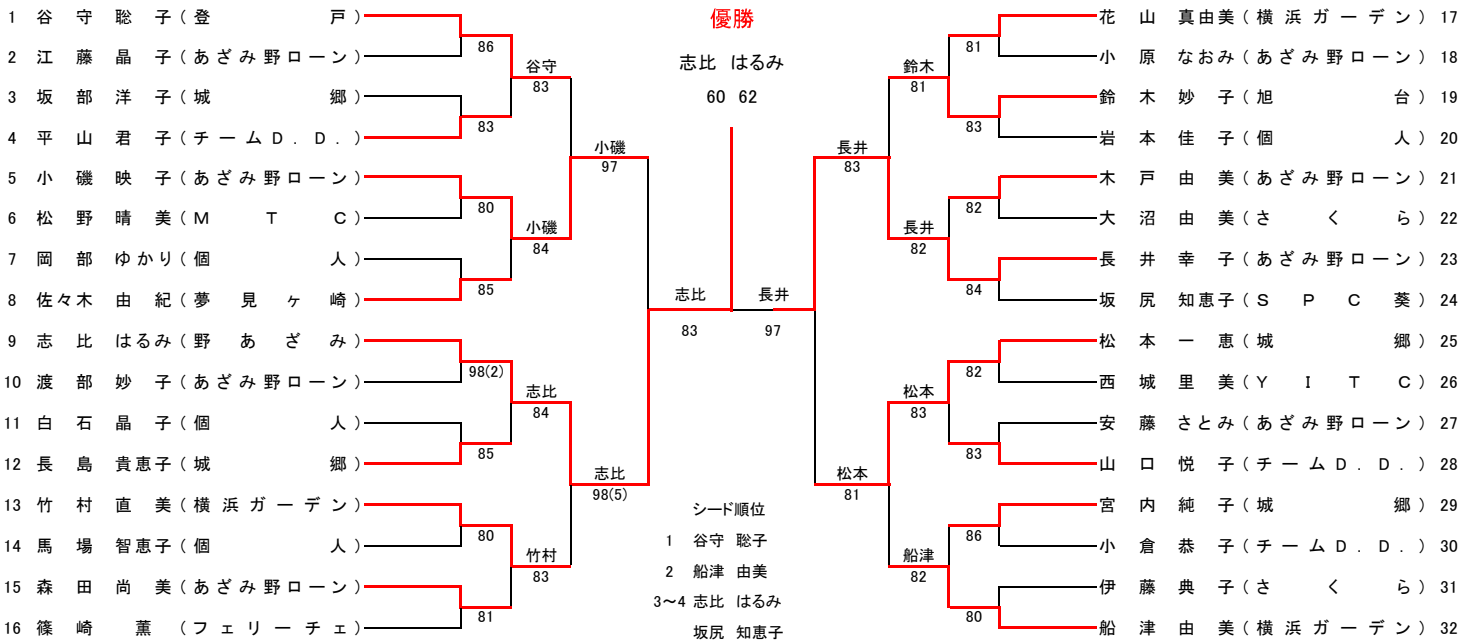 1 谷 守 聡 子 ( 登 戸 )
2 江 藤 晶 子 ( あざみ野ローン )
3 坂 部 洋 子 ( 城 郷 )
4 平 山 君 子 ( チームD.D. )
5 小 磯 映 子 ( あざみ野ローン )
6 松 野 晴 美 ( M T C )
7 岡 部 ゆかり ( 個 人 )
8 佐々木 由 紀 ( 夢 見 ヶ 崎 )
9 志 比 はるみ ( 野 あ ざ み )
10 渡 部 妙 子 ( あざみ野ローン )
11 白 石 晶 子 ( 個 人 )
12 長 島 貴恵子 ( 城 郷 )
13 竹 村 直 美 ( 横浜ガーデン )
14 馬 場 智恵子 ( 個 人 )
15 森 田 尚 美 ( あざみ野ローン )
16 篠 崎 薫 ( フェリーチェ )
86
83
80
85
98(2)
85
80
81
谷守
83
小磯
84
志比
84
竹村
83
小磯
97
志比
98(5)
志比
83
優勝
志比 はるみ
60 62
長井
97
シード順位
1 谷守 聡子
2 船津 由美
3～4 志比 はるみ
坂尻 知恵子
長井
83
松本
81
鈴木
81
長井
82
松本
83
船津
82
81
83
82
84
82
83
86
80
花 山 真由美 ( 横浜ガーデン ) 17
小 原 なおみ ( あざみ野ローン ) 18
鈴 木 妙 子 ( 旭 台 ) 19
岩 本 佳 子 ( 個 人 ) 20
木 戸 由 美 ( あざみ野ローン ) 21
大 沼 由 美 ( さ く ら ) 22
長 井 幸 子 ( あざみ野ローン ) 23
坂 尻 知恵子 ( S P C 葵 ) 24
松 本 一 恵 ( 城 郷 ) 25
西 城 里 美 ( Y I T C ) 26
安 藤 さとみ ( あざみ野ローン ) 27
山 口 悦 子 ( チームD.D. ) 28
宮 内 純 子 ( 城 郷 ) 29
小 倉 恭 子 ( チームD.D. ) 30
伊 藤 典 子 ( さ く ら ) 31
船 津 由 美 ( 横浜ガーデン ) 32